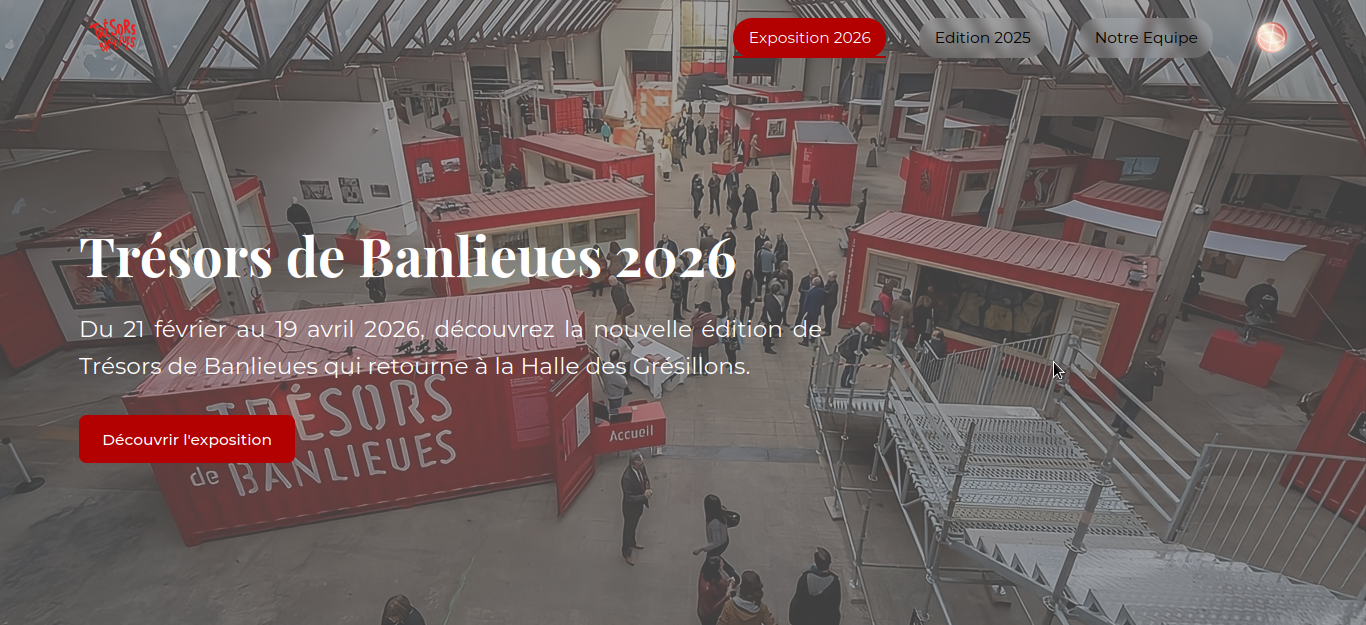 TRÉSORS
Exposition 2026
Edition 2025
Notre Equipe
Trésors de Banlieues 2026
Du 21 février au 19 avril 2026, découvrez la nouvelle édition de
Trésors de Banlieues qui retourne à la Halle des Grésillons.
Découvrir l'exposition
TRÉSORS
de BANLIEUES
Accueil